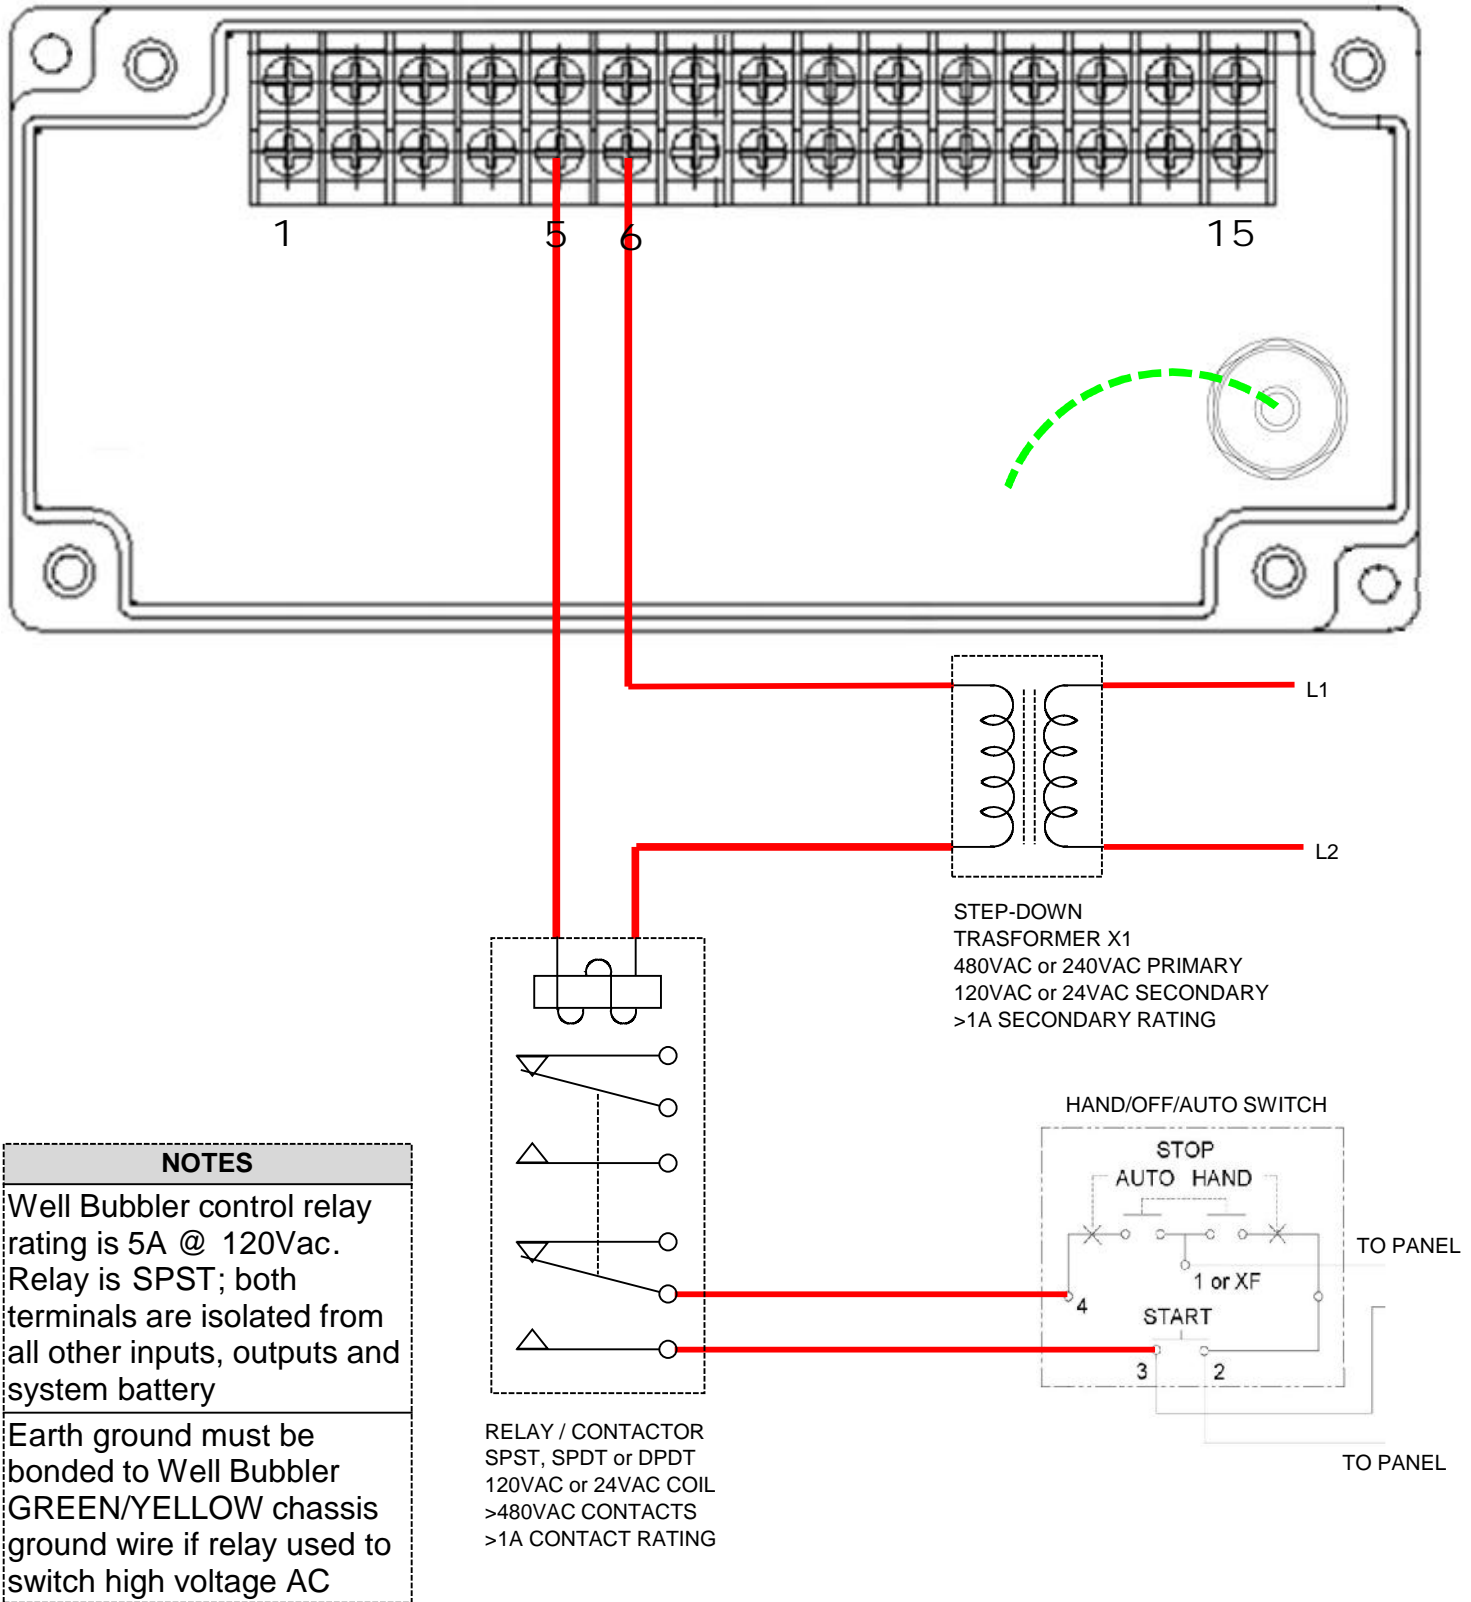 1 5 6 15
L1
L2
STEP-DOWN
TRASFORMER X1
480VAC or 240VAC PRIMARY
120VAC or 24VAC SECONDARY
>1A SECONDARY RATING
HAND/OFF/AUTO SWITCH
STOP
AUTO HAND
TO PANEL
1 or XF
4
START
3 2
TO PANEL
RELAY / CONTACTOR
SPST, SPDT or DPDT
120VAC or 24VAC COIL
>480VAC CONTACTS
>1A CONTACT RATING
NOTES
Well Bubbler control relay
rating is 5A @ 120Vac.
Relay is SPST; both
terminals are isolated from
all other inputs, outputs and
system battery
Earth ground must be
bonded to Well Bubbler
GREEN/YELLOW chassis
ground wire if relay used to
switch high voltage AC